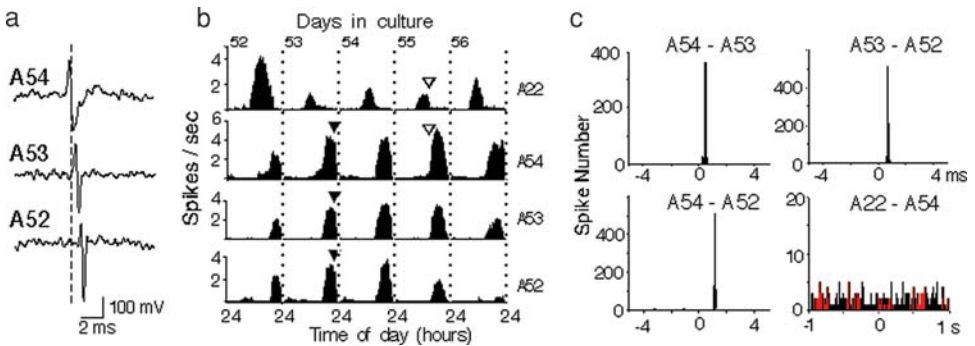 a
A54
A53
A52
100 mV
2 ms
b
Days in culture
52 53 54 55 56
Spikes / sec
4
2
A22
6
4
2
A54
4
2
A53
4
2
A52
24 24 24 24 24 24
Time of day (hours)
c
Spike Number
A54 - A53
400
200
0
-4 0 4
A53 - A52
400
200
0
-4 0 4 ms
A54 - A52
600
400
200
0
-4 0 4
A22 - A54
20
15
10
5
0
-1 0 1 s